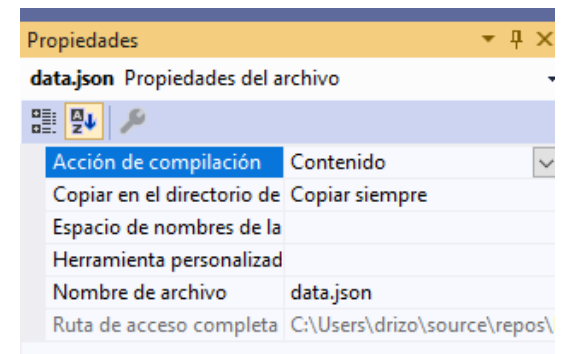 Propiedades
data.json Propiedades del archivo
Acción de compilación Contenido
Copiar en el directorio de Copiar siempre
Espacio de nombres de la
Herramienta personalizad
Nombre de archivo data.json
Ruta de acceso completa C:\Users\drizo\source\repos\